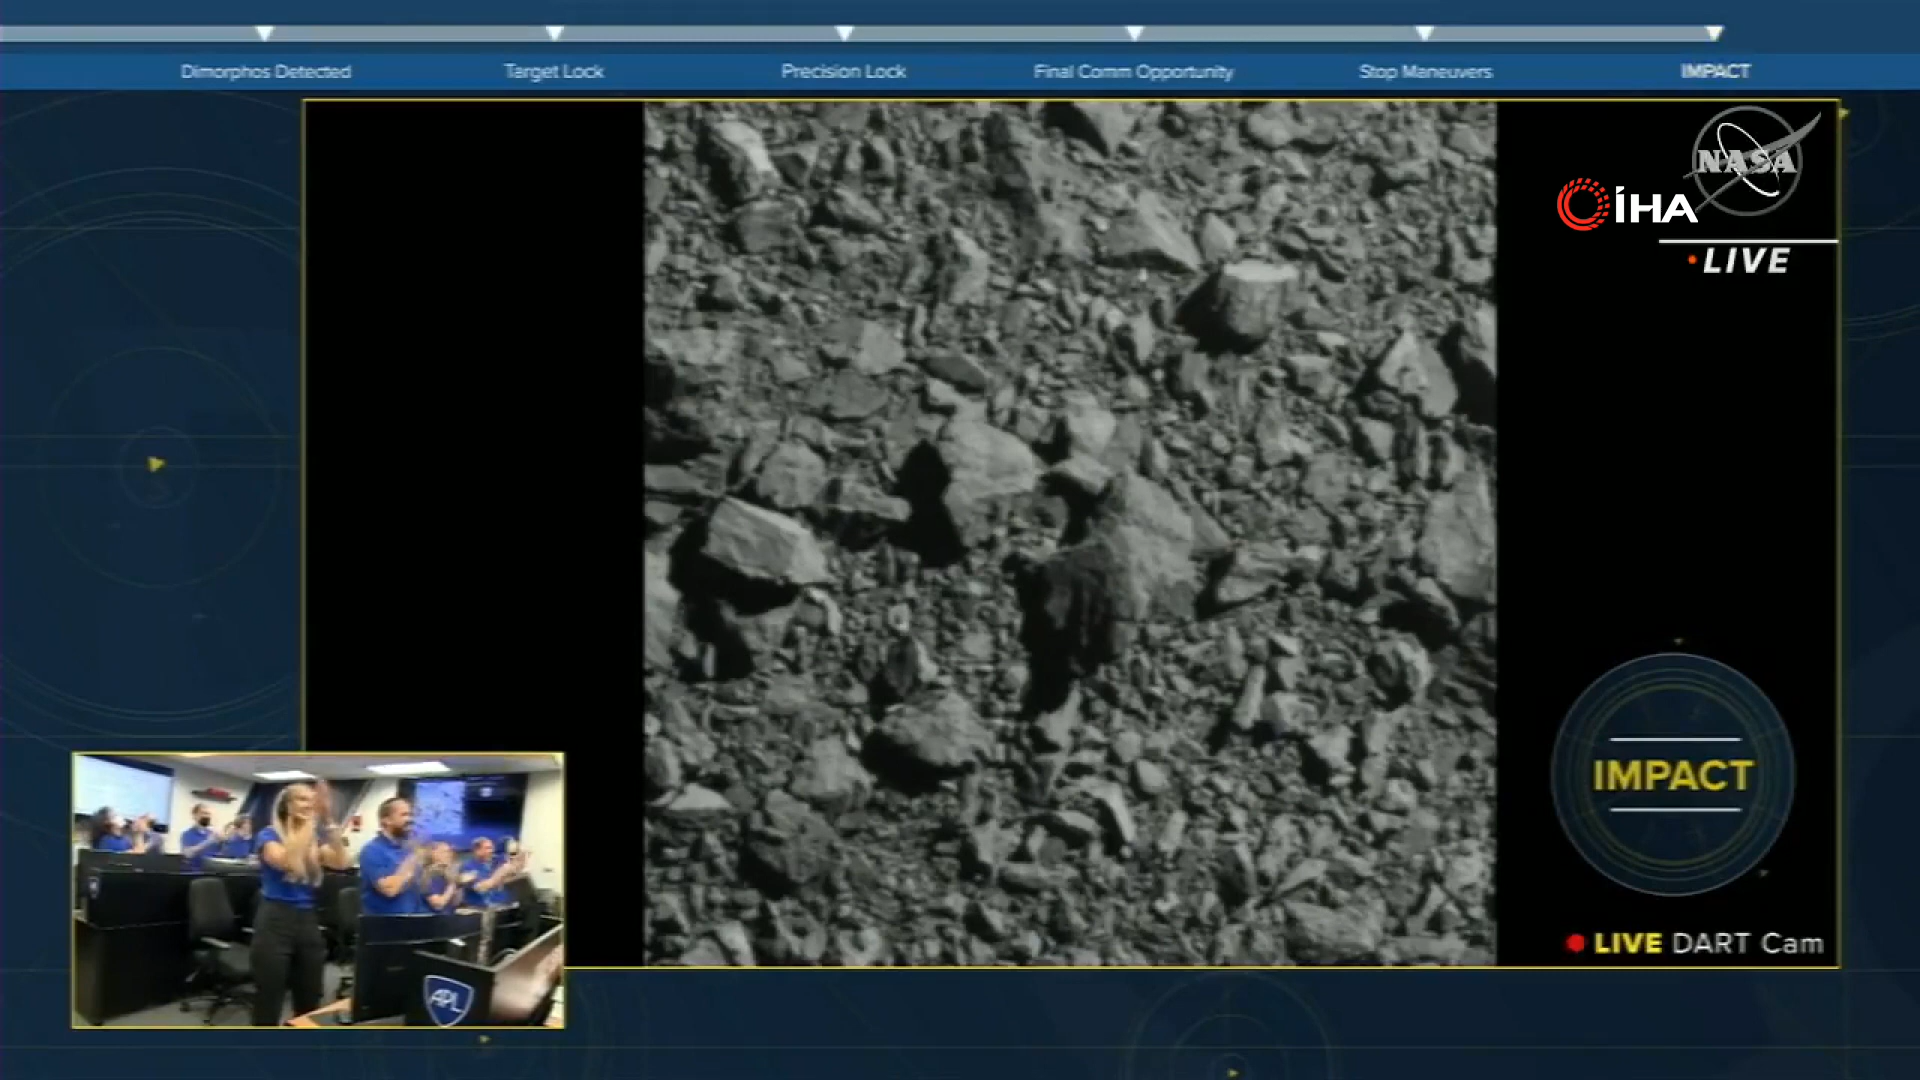 Dimorphos Detected
Target Lock
Precision Lock
Final Comm Opportunity
Stop Maneuvers
IMPACT
NASA
İHA
LIVE
IMPACT
LIVE DART Cam
APL